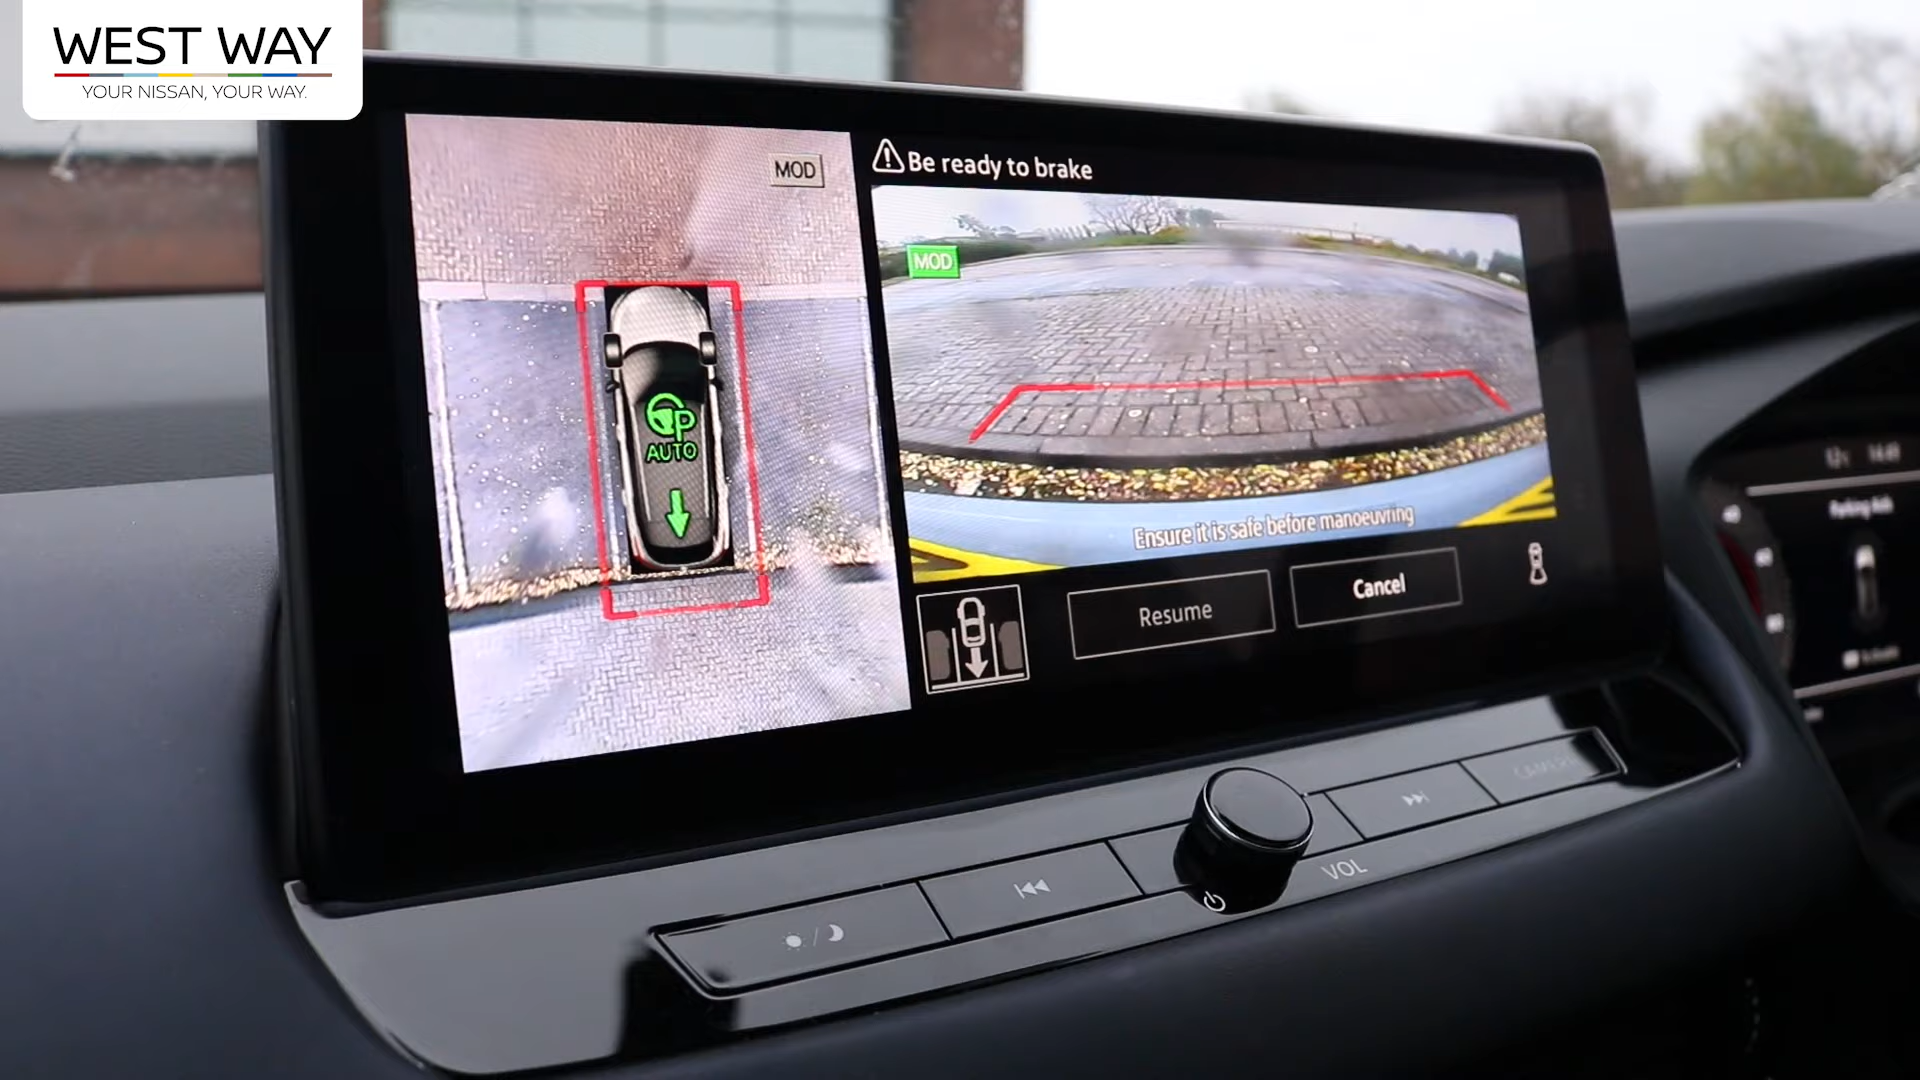 WEST WAY
YOUR NISSAN, YOUR WAY.
MOD
Be ready to brake
MOD
P
AUTO
Ensure it is safe before manoeuvring
Resume
Cancel
VOL
CAMERA